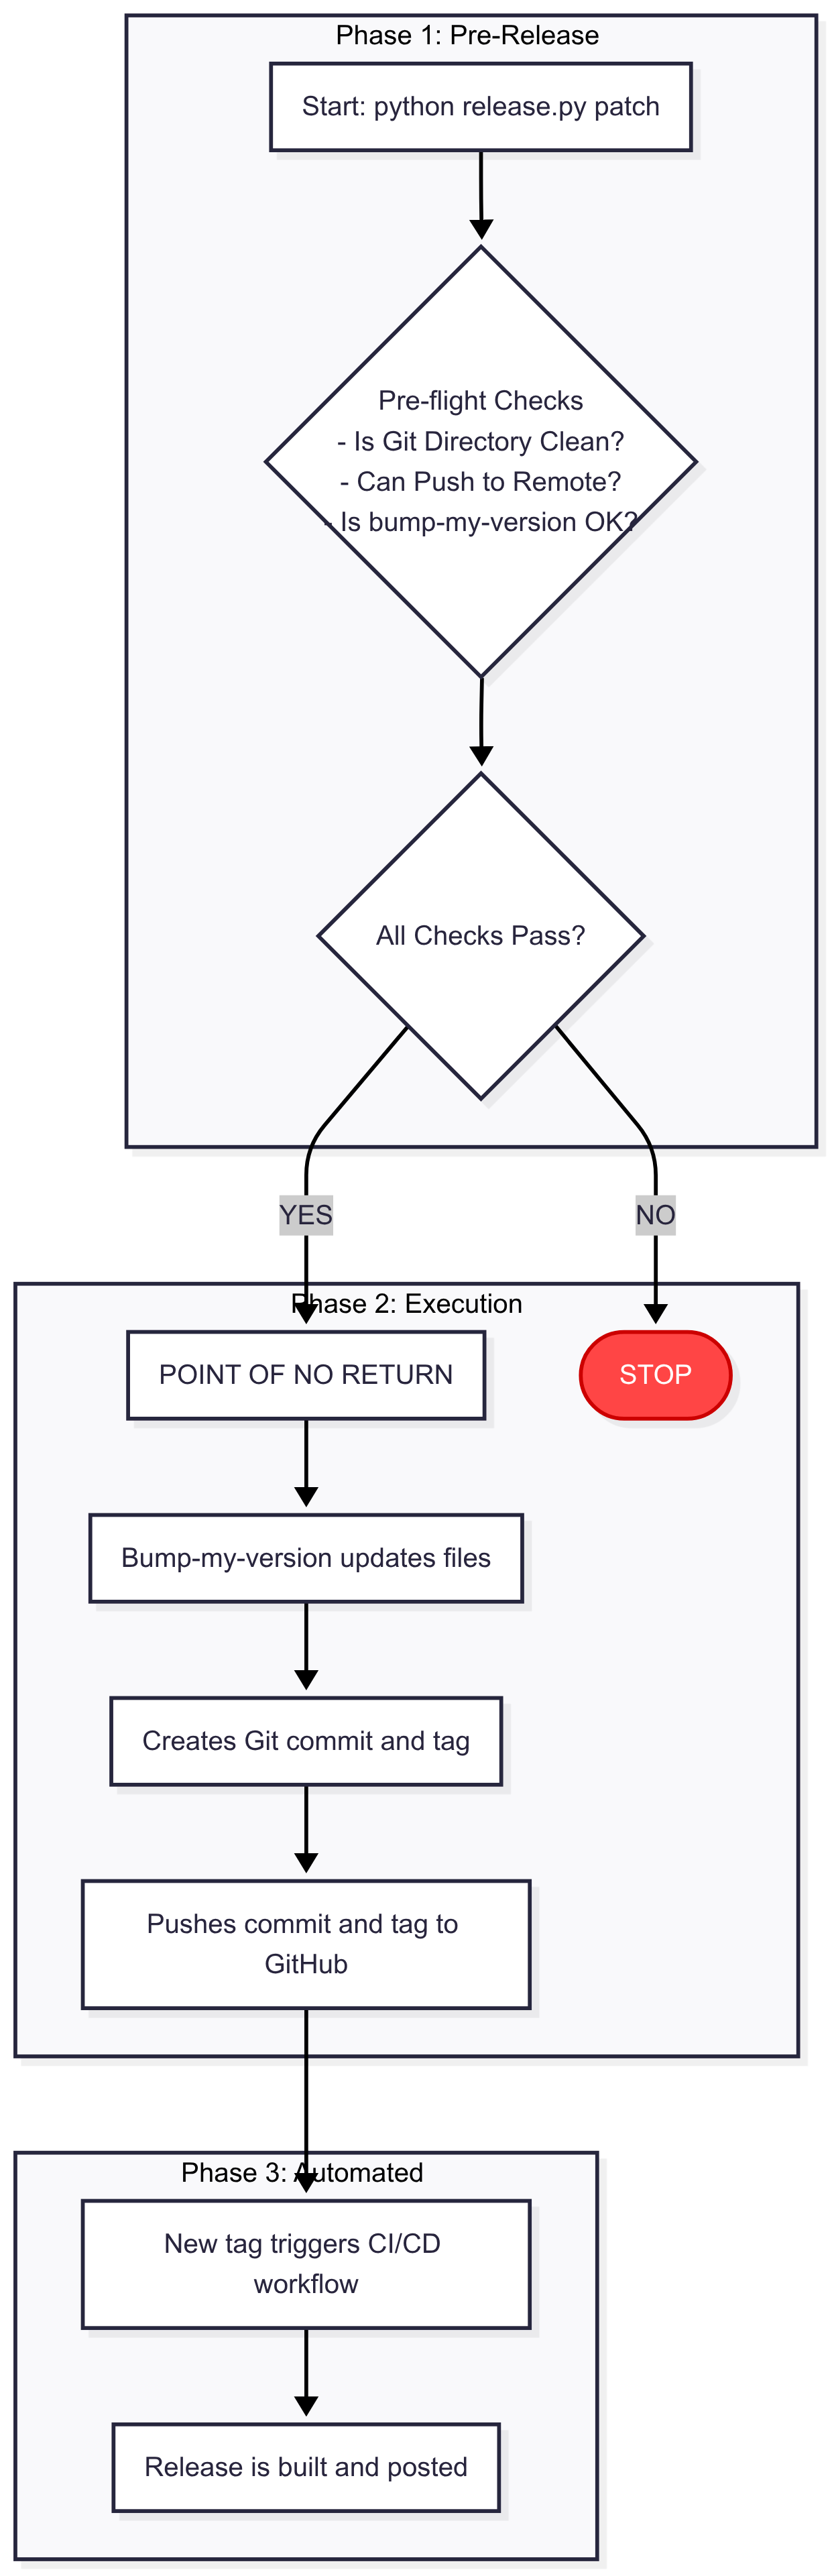 Phase 1: Pre-Release
Start: python release.py patch
Pre-flight Checks
- Is Git Directory Clean?
- Can Push to Remote?
- Is bump-my-version OK?
All Checks Pass?
YES
NO
Phase 2: Execution
POINT OF NO RETURN
STOP
Bump-my-version updates files
Creates Git commit and tag
Pushes commit and tag to
GitHub
Phase 3: Automated
New tag triggers CI/CD
workflow
Release is built and posted